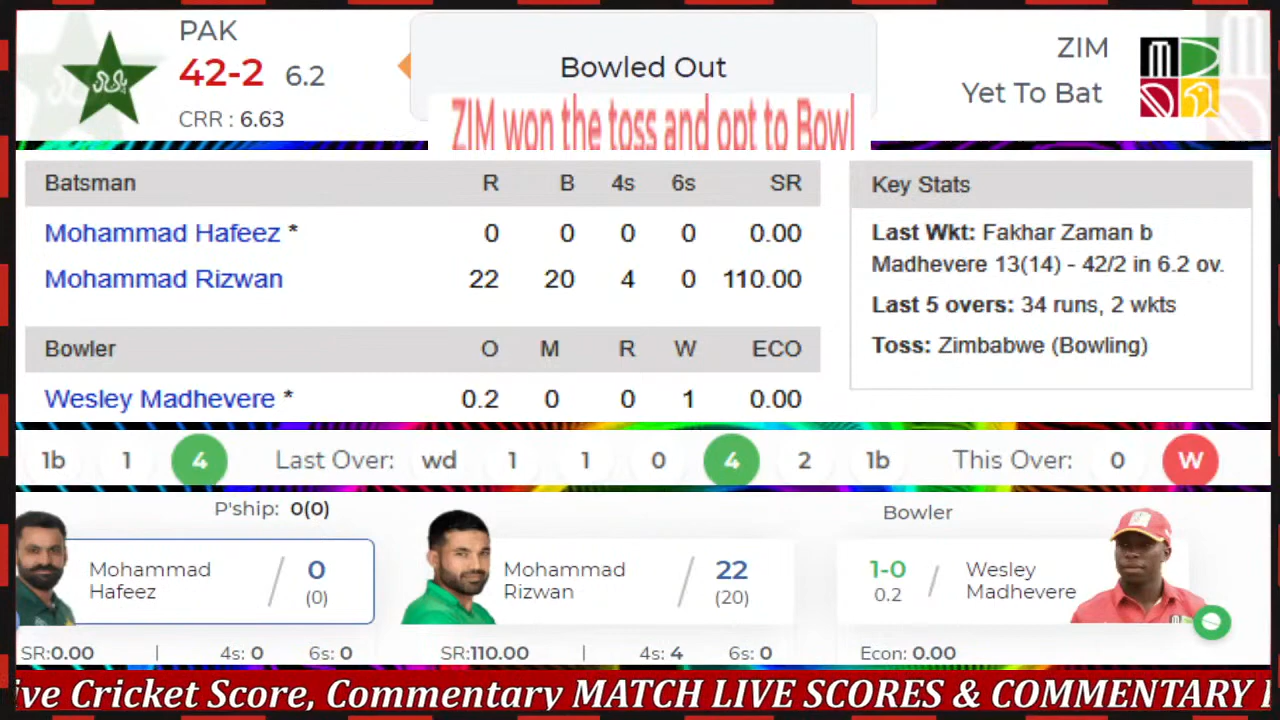 PAK
42-2 6.2
CRR : 6.63
Bowled Out
ZIM won the toss and opt to Bowl
ZIM
Yet To Bat
Batsman R B 4s 6s SR
Mohammad Hafeez * 0 0 0 0 0.00
Mohammad Rizwan 22 20 4 0 110.00
Bowler O M R W ECO
Wesley Madhevere * 0.2 0 0 1 0.00
Key Stats
Last Wkt: Fakhar Zaman b
Madhevere 13(14) - 42/2 in 6.2 ov.
Last 5 overs: 34 runs, 2 wkts
Toss: Zimbabwe (Bowling)
1b 1 4 Last Over: wd 1 1 0 4 2 1b This Over: 0 W
P'ship: 0(0)
Mohammad
Hafeez
/ 0
(0)
SR:0.00 | 4s: 0 6s: 0
Mohammad
Rizwan
/ 22
(20)
SR:110.00 | 4s: 4 6s: 0
Bowler
1-0
0.2
/ Wesley
Madhevere
Econ: 0.00
ive Cricket Score, Commentary MATCH LIVE SCORES & COMMENTARY